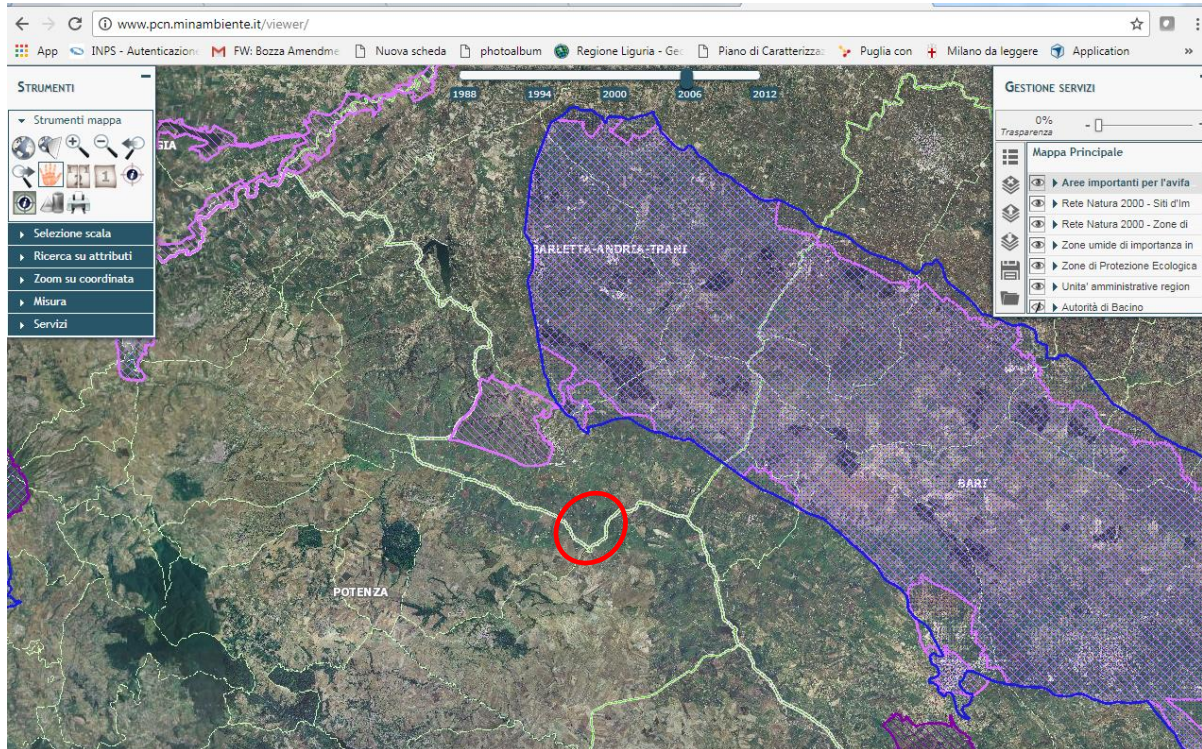 www.pcn.minambiente.it/viewer/
App INPS - Autenticazion FW: Bozza Amendme Nuova scheda photoalbum Regione Liguria - Geo Piano di Caratterizza Puglia con Milano da leggere Application »
STRUMENTI
Strumenti mappa
Selezione scala
Ricerca su attributi
Zoom su coordinata
Misura
Servizi
1988 1994 2000 2006 2012
GESTIONE SERVIZI
0%
Trasparenza
Mappa Principale
Aree importanti per l'avifa
Rete Natura 2000 - Siti d'Im
Rete Natura 2000 - Zone di
Zone umide di importanza in
Zone di Protezione Ecologica
Unita' amministrative region
Autorità di Bacino
GIA
BARLETTA-ANDRIA-TRANI
BARI
POTENZA